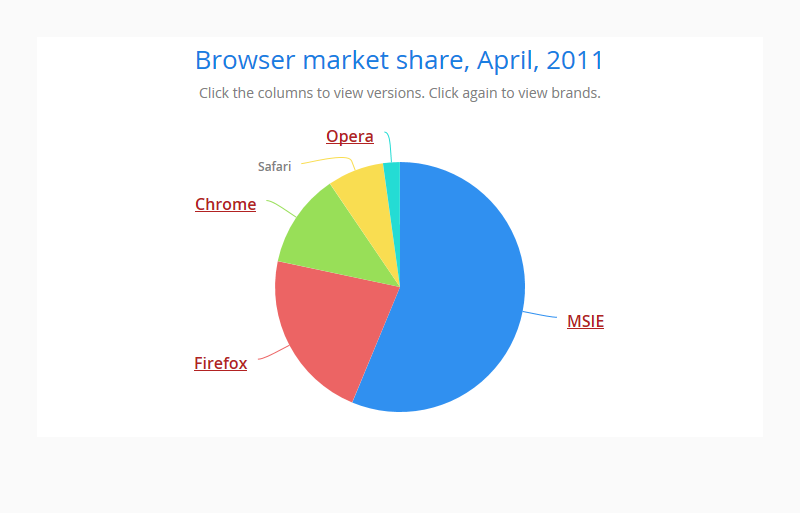 Browser market share, April, 2011
Click the columns to view versions. Click again to view brands.
Opera
Safari
Chrome
MSIE
Firefox